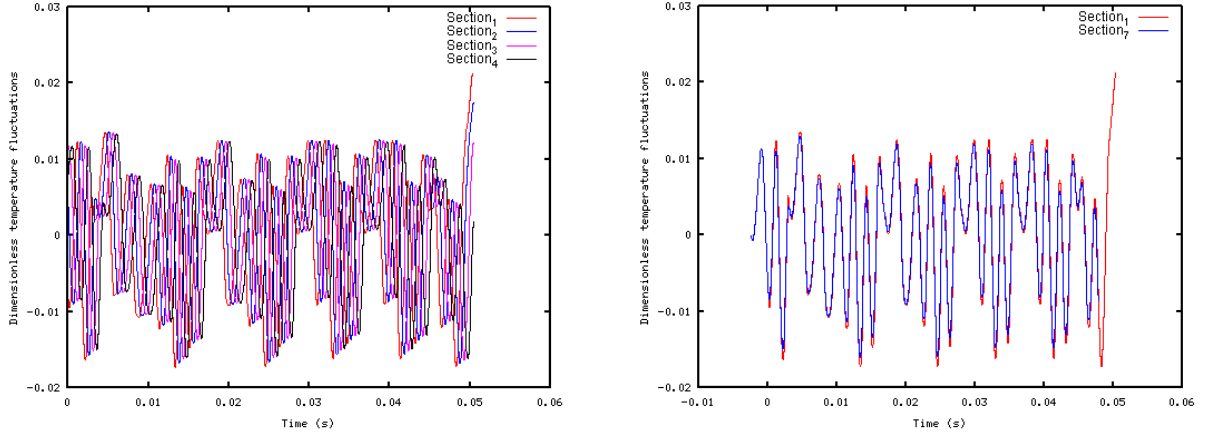 0.03
Section1
Section2
Section3
Section4
0.02
0.01
0
−0.01
−0.02
Dimensionless temperature fluctuations
0 0.01 0.02 0.03 0.04 0.05 0.06
Time (s)
0.03
Section1
Section7
0.02
0.01
0
−0.01
−0.02
Dimensionless temperature fluctuations
−0.01 0 0.01 0.02 0.03 0.04 0.05 0.06
Time (s)